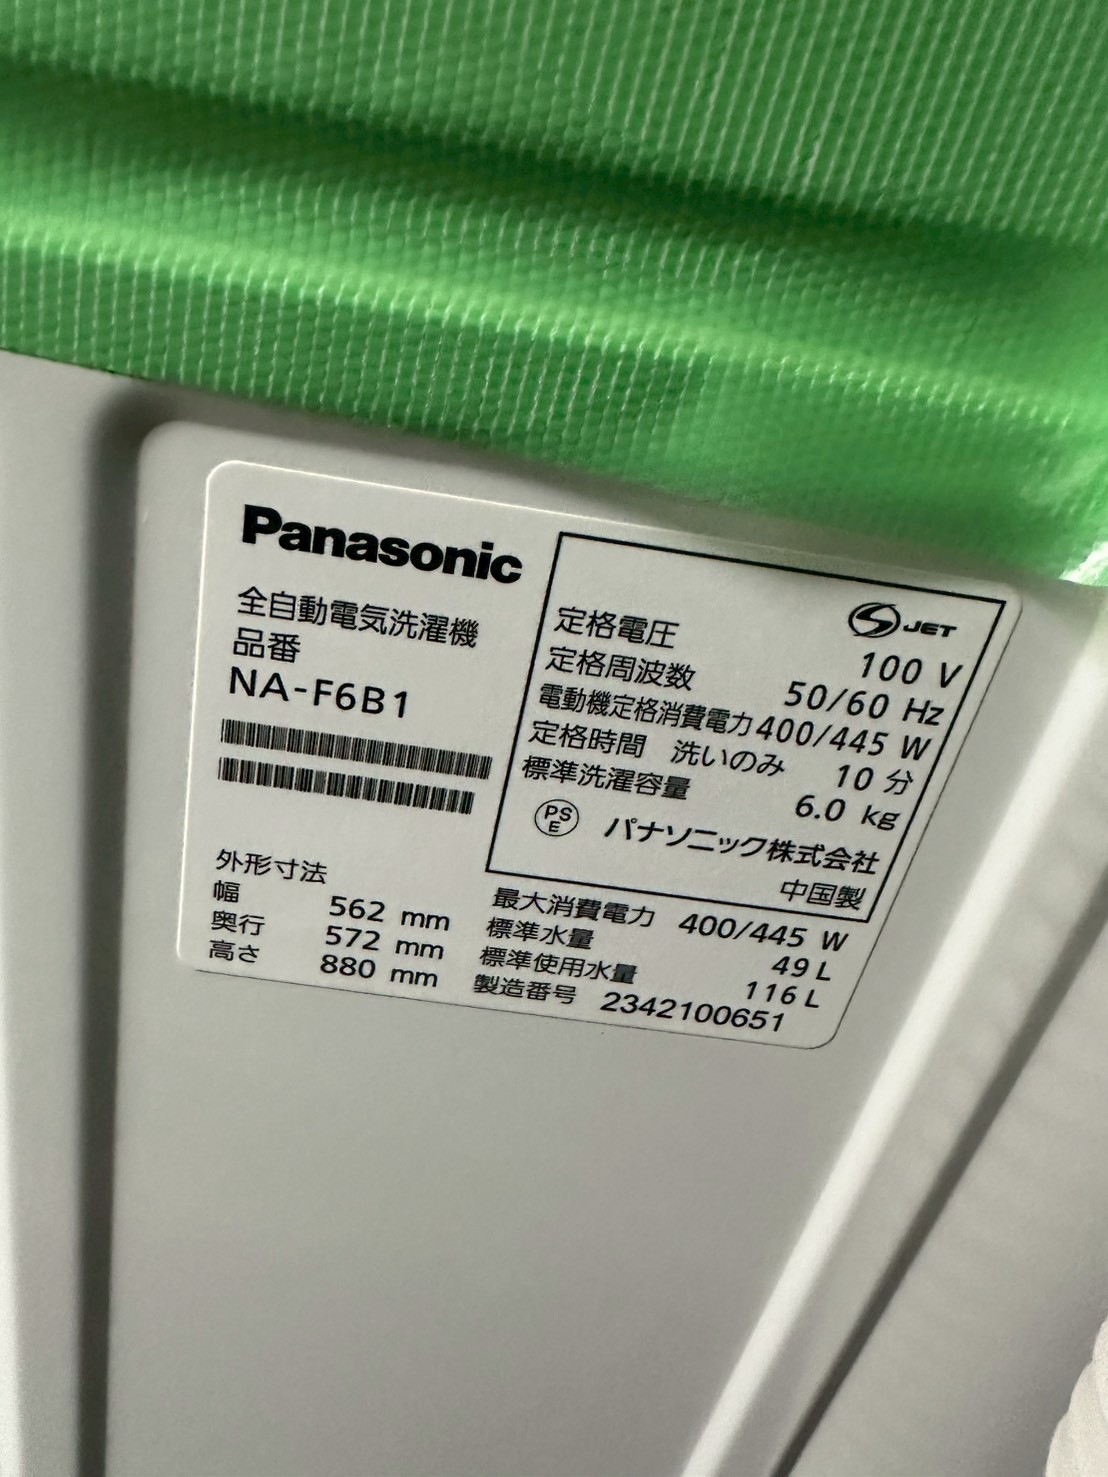 Panasonic
全自動電気洗濯機
品番
NA-F6B1
S JET
定格電圧 100 V
定格周波数 50/60 Hz
電動機定格消費電力 400/445 W
定格時間 洗いのみ 10 分
標準洗濯容量 6.0 kg
PSE パナソニック株式会社
中国製
外形寸法
幅 562 mm
奥行 572 mm
高さ 880 mm
最大消費電力 400/445 W
標準水量 49 L
標準使用水量 116 L
製造番号 2342100651